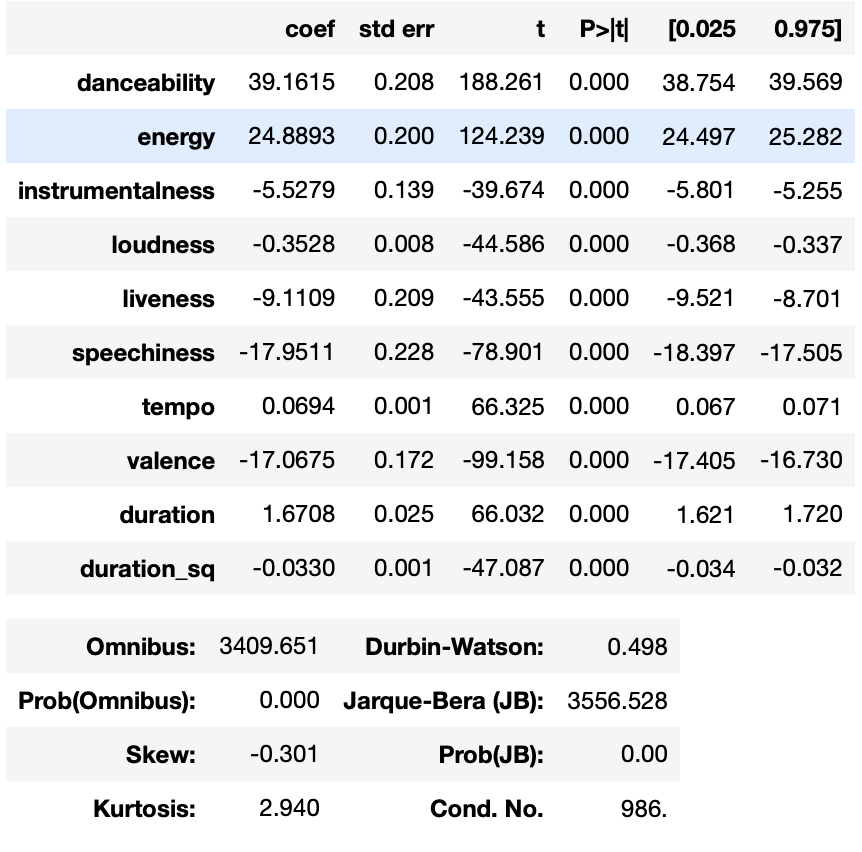 coef std err t P>|t| [0.025 0.975]
danceability 39.1615 0.208 188.261 0.000 38.754 39.569
energy 24.8893 0.200 124.239 0.000 24.497 25.282
instrumentalness -5.5279 0.139 -39.674 0.000 -5.801 -5.255
loudness -0.3528 0.008 -44.586 0.000 -0.368 -0.337
liveness -9.1109 0.209 -43.555 0.000 -9.521 -8.701
speechiness -17.9511 0.228 -78.901 0.000 -18.397 -17.505
tempo 0.0694 0.001 66.325 0.000 0.067 0.071
valence -17.0675 0.172 -99.158 0.000 -17.405 -16.730
duration 1.6708 0.025 66.032 0.000 1.621 1.720
duration_sq -0.0330 0.001 -47.087 0.000 -0.034 -0.032
Omnibus: 3409.651 Durbin-Watson: 0.498
Prob(Omnibus): 0.000 Jarque-Bera (JB): 3556.528
Skew: -0.301 Prob(JB): 0.00
Kurtosis: 2.940 Cond. No. 986.